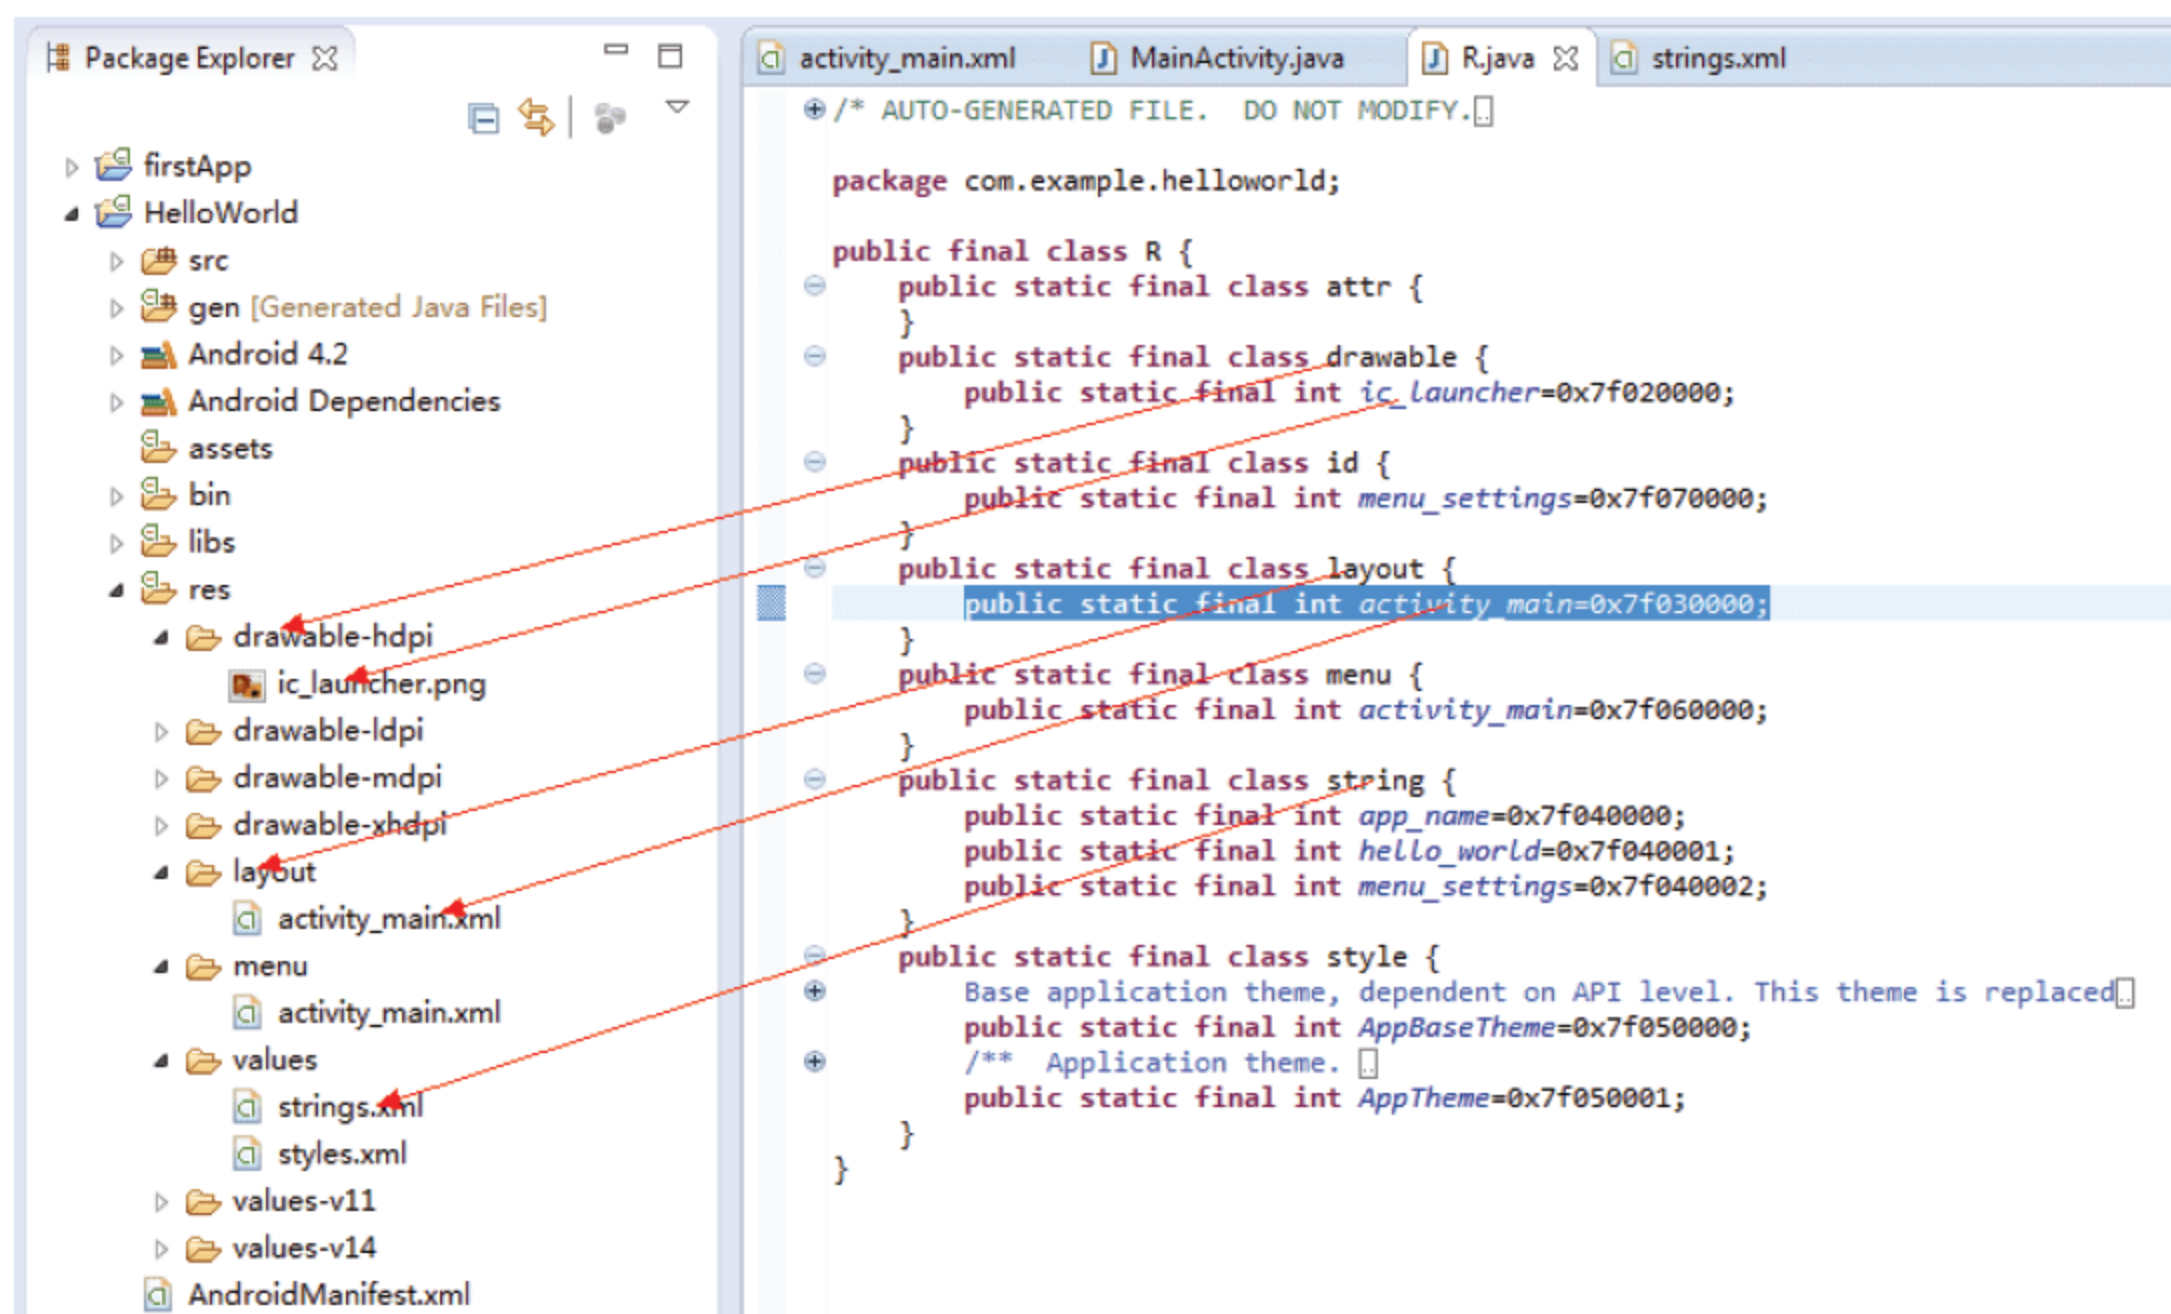 Package Explorer
firstApp
HelloWorld
src
gen [Generated Java Files]
Android 4.2
Android Dependencies
assets
bin
libs
res
drawable-hdpi
ic_launcher.png
drawable-ldpi
drawable-mdpi
drawable-xhdpi
layout
activity_main.xml
menu
activity_main.xml
values
strings.xml
styles.xml
values-v11
values-v14
AndroidManifest.xml
activity_main.xml MainActivity.java R.java strings.xml
/* AUTO-GENERATED FILE.  DO NOT MODIFY.
package com.example.helloworld;
public final class R {
public static final class attr {
}
public static final class drawable {
public static final int ic_launcher=0x7f020000;
}
public static final class id {
public static final int menu_settings=0x7f070000;
}
public static final class layout {
public static final int activity_main=0x7f030000;
}
public static final class menu {
public static final int activity_main=0x7f060000;
}
public static final class string {
public static final int app_name=0x7f040000;
public static final int hello_world=0x7f040001;
public static final int menu_settings=0x7f040002;
}
public static final class style {
Base application theme, dependent on API level. This theme is replaced
public static final int AppBaseTheme=0x7f050000;
/**  Application theme.
public static final int AppTheme=0x7f050001;
}
}